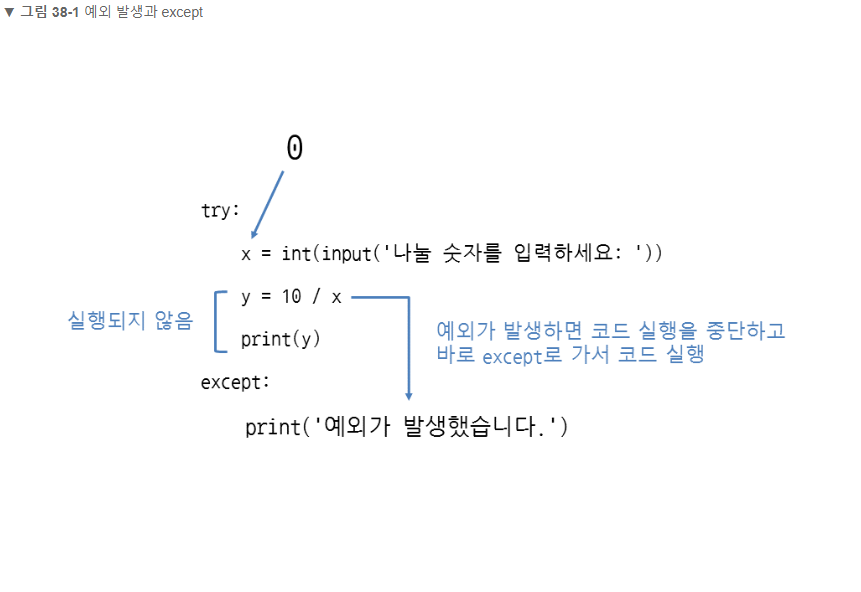 ▼ 그림 38-1 예외 발생과 except
0
try:
x = int(input('나눌 숫자를 입력하세요: '))
y = 10 / x
실행되지 않음
print(y)
예외가 발생하면 코드 실행을 중단하고
바로 except로 가서 코드 실행
except:
print('예외가 발생했습니다.')